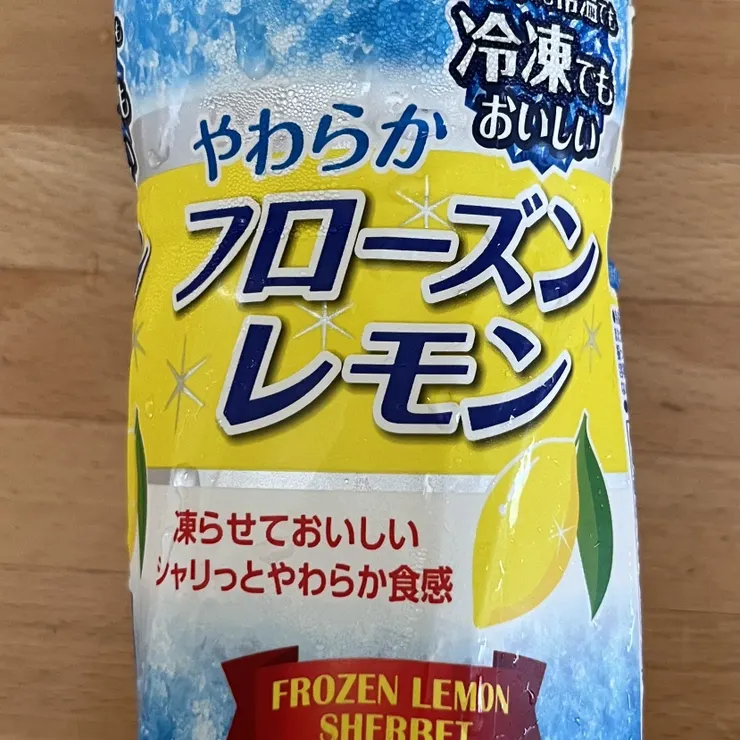 冷凍でも
おいしい
やわらか
フローズン
レモン
凍らせておいしい
シャリっとやわらか食感
FROZEN LEMON
SHERBET